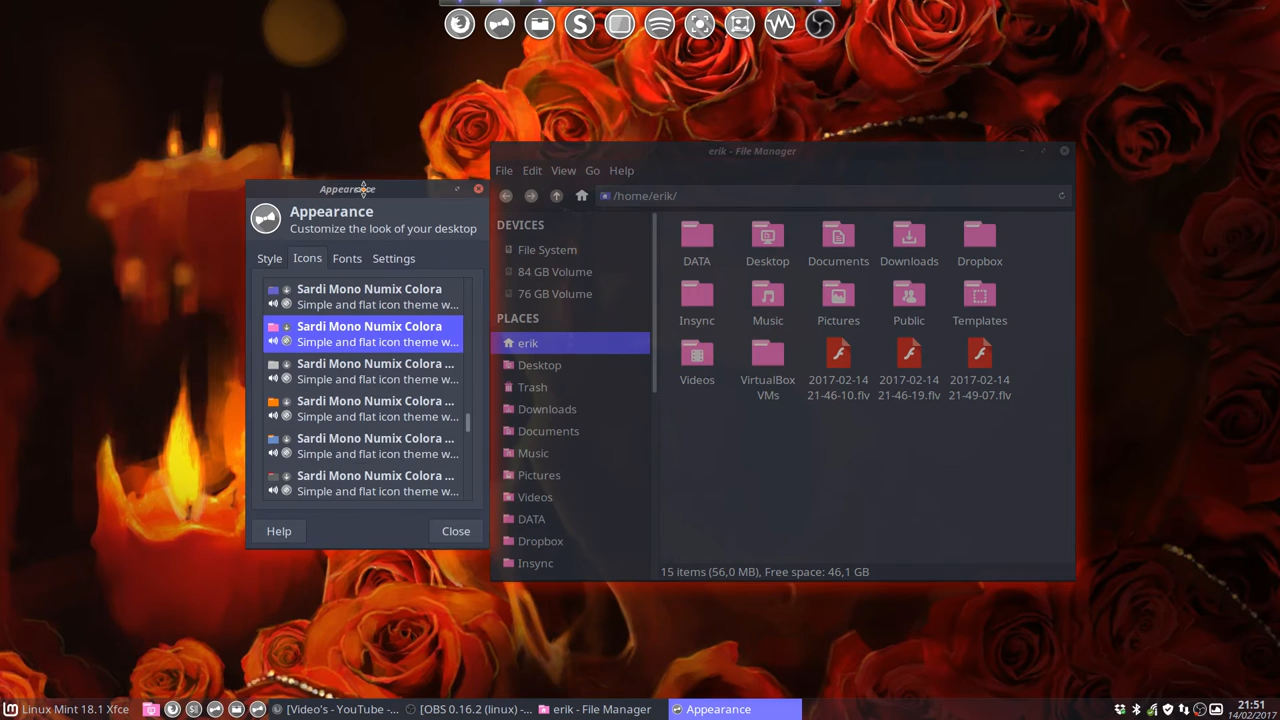 erik - File Manager
File Edit View Go Help
/home/erik/
DEVICES
File System
84 GB Volume
76 GB Volume
PLACES
erik
Desktop
Trash
Downloads
Documents
Music
Pictures
Videos
DATA
Dropbox
Insync
DATA Desktop Documents Downloads Dropbox
Insync Music Pictures Public Templates
Videos VirtualBox 2017-02-14 2017-02-14 2017-02-14
VMs 21-46-10.flv 21-46-19.flv 21-49-07.flv
15 items (56,0 MB), Free space: 46,1 GB
Appearance
Appearance
Customize the look of your desktop
Style Icons Fonts Settings
Sardi Mono Numix Colora
Simple and flat icon theme w...
Sardi Mono Numix Colora
Simple and flat icon theme w...
Sardi Mono Numix Colora ...
Simple and flat icon theme w...
Sardi Mono Numix Colora ...
Simple and flat icon theme w...
Sardi Mono Numix Colora ...
Simple and flat icon theme w...
Sardi Mono Numix Colora ...
Simple and flat icon theme w...
Help Close
Linux Mint 18.1 Xfce [Video's - YouTube -... [OBS 0.16.2 (linux) -... erik - File Manager Appearance 21:51
14/02/2017